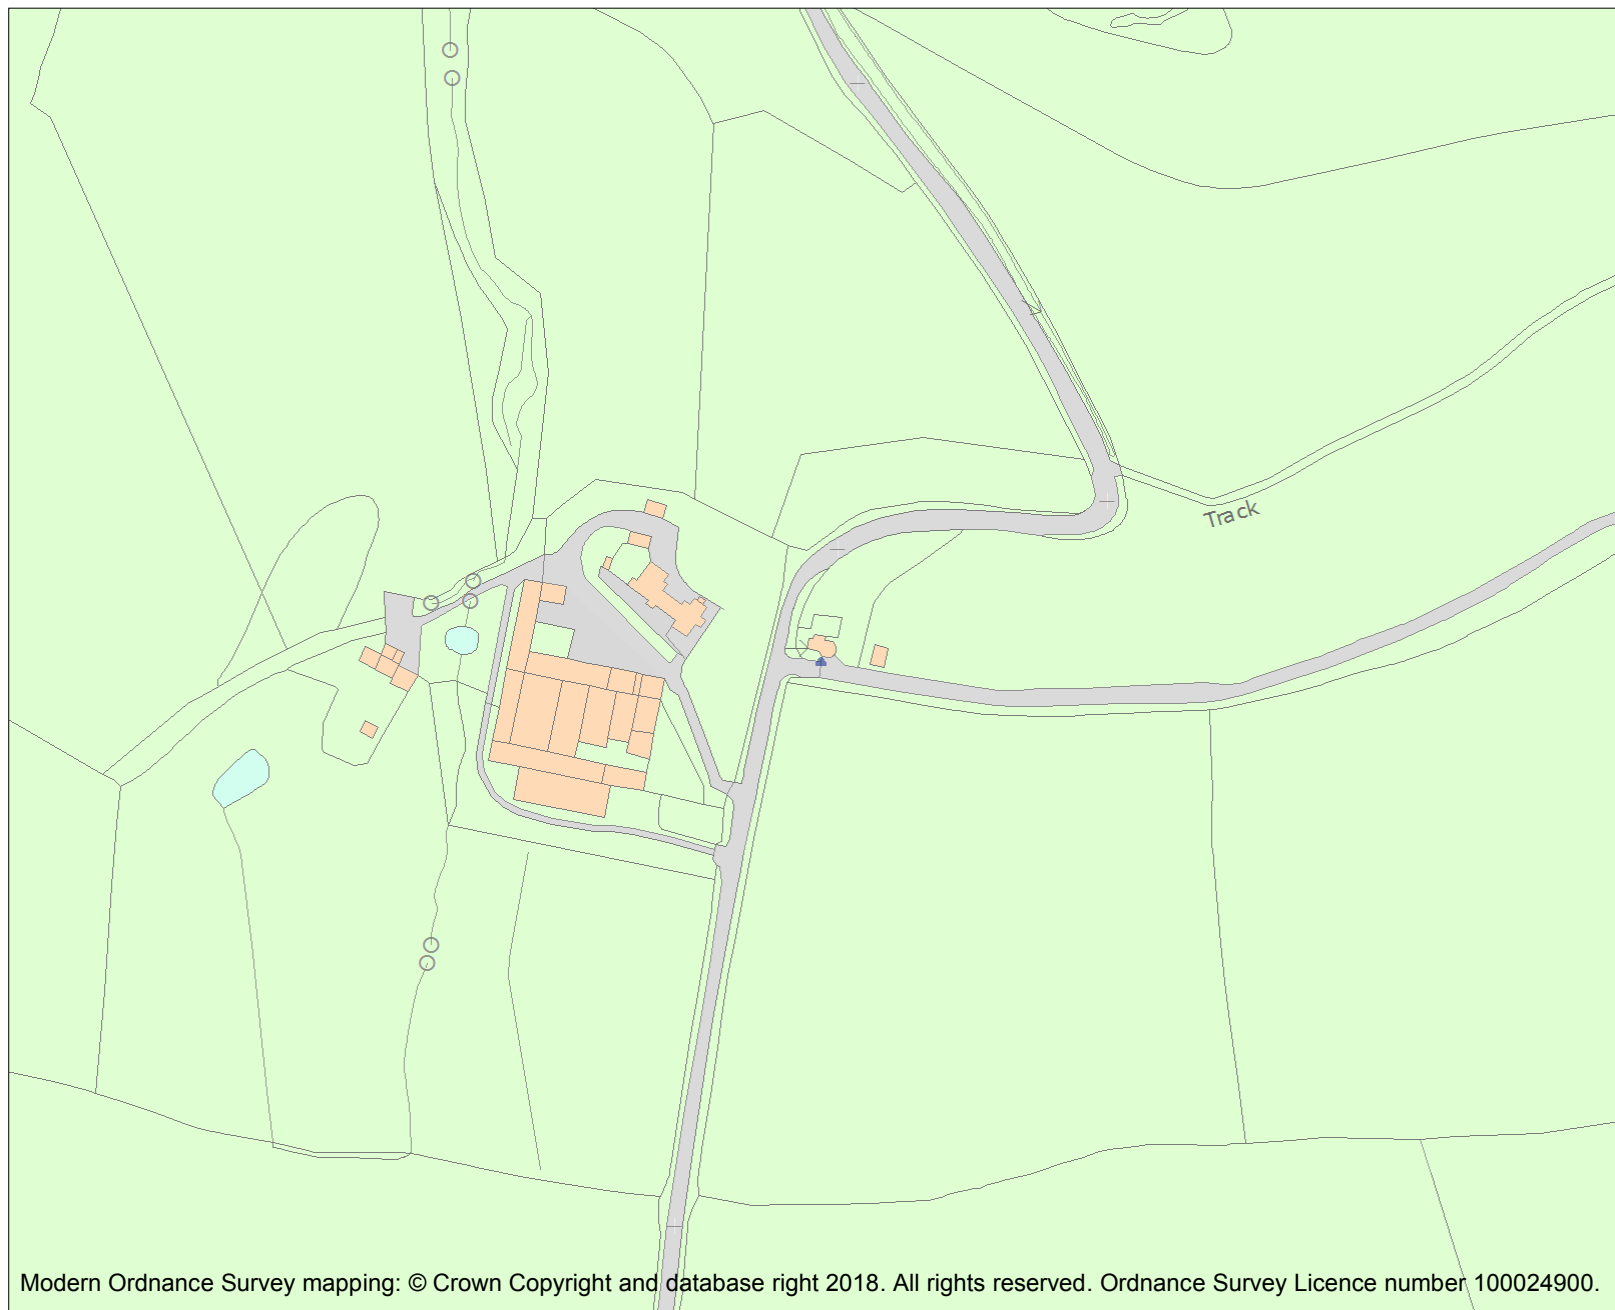 Track
Modern Ordnance Survey mapping: © Crown Copyright and database right 2018. All rights reserved. Ordnance Survey Licence number 100024900.